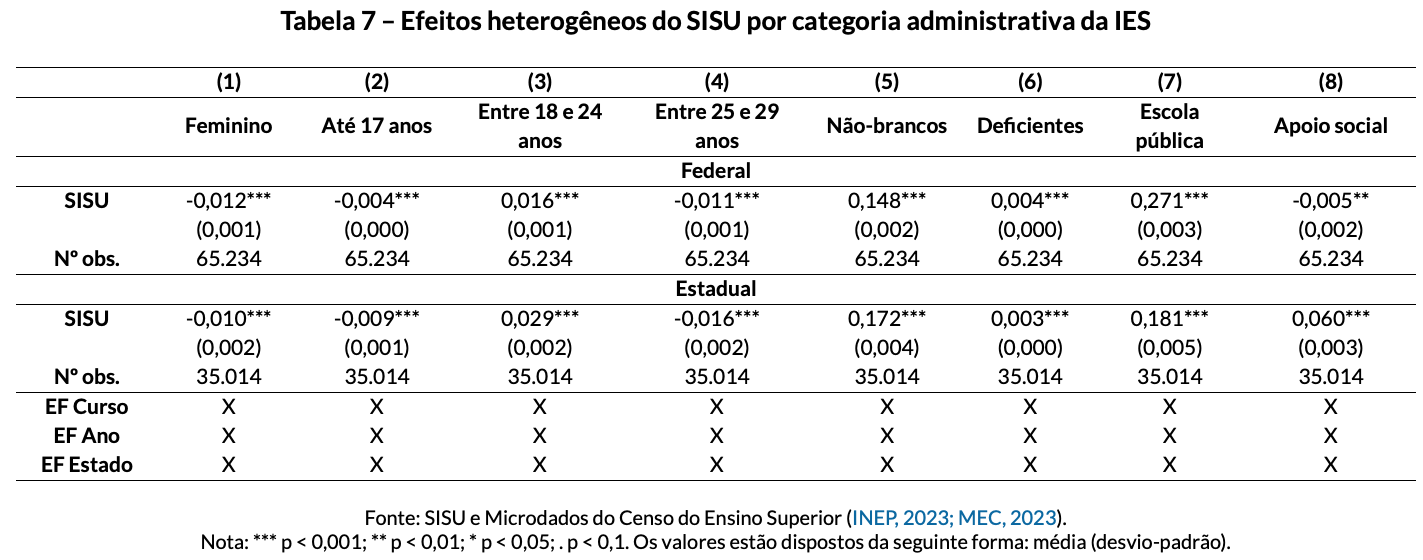 Tabela 7 – Efeitos heterogêneos do SISU por categoria administrativa da IES
(1) (2) (3) (4) (5) (6) (7) (8)
Feminino Até 17 anos Entre 18 e 24 anos Entre 25 e 29 anos Não-brancos Deficientes Escola pública Apoio social
Federal
SISU -0,012*** -0,004*** 0,016*** -0,011*** 0,148*** 0,004*** 0,271*** -0,005**
(0,001) (0,000) (0,001) (0,001) (0,002) (0,000) (0,003) (0,002)
Nº obs. 65.234 65.234 65.234 65.234 65.234 65.234 65.234 65.234
Estadual
SISU -0,010*** -0,009*** 0,029*** -0,016*** 0,172*** 0,003*** 0,181*** 0,060***
(0,002) (0,001) (0,002) (0,002) (0,004) (0,000) (0,005) (0,003)
Nº obs. 35.014 35.014 35.014 35.014 35.014 35.014 35.014 35.014
EF Curso X X X X X X X X
EF Ano X X X X X X X X
EF Estado X X X X X X X X
Fonte: SISU e Microdados do Censo do Ensino Superior (INEP, 2023; MEC, 2023).
Nota: *** p < 0,001; ** p < 0,01; * p < 0,05; . p < 0,1. Os valores estão dispostos da seguinte forma: média (desvio-padrão).